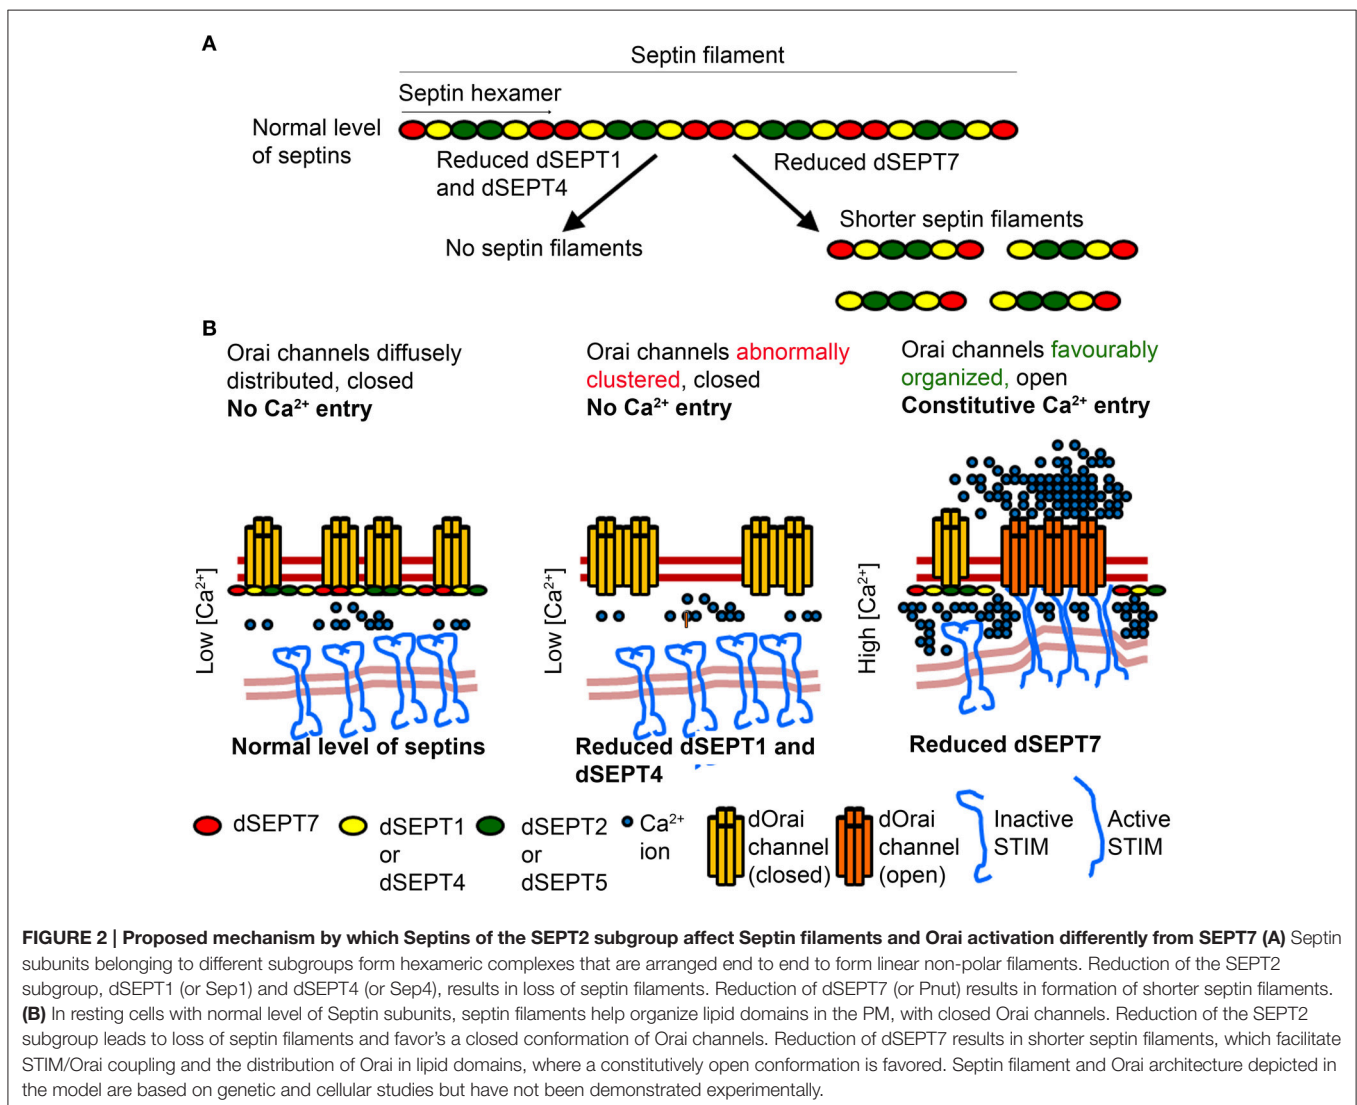 A
Septin filament
Septin hexamer
Normal level
of septins
Reduced dSEPT1
and dSEPT4
Reduced dSEPT7
No septin filaments
Shorter septin filaments
B
Orai channels diffusely
distributed, closed
No Ca²⁺ entry
Orai channels abnormally
clustered, closed
No Ca²⁺ entry
Orai channels favourably
organized, open
Constitutive Ca²⁺ entry
Low [Ca²⁺]
Low [Ca²⁺]
High [Ca²⁺]
Normal level of septins
Reduced dSEPT1 and
dSEPT4
Reduced dSEPT7
dSEPT7
dSEPT1
or
dSEPT4
dSEPT2
or
dSEPT5
Ca²⁺
ion
dOrai
channel
(closed)
dOrai
channel
(open)
Inactive
STIM
Active
STIM
FIGURE 2 | Proposed mechanism by which Septins of the SEPT2 subgroup affect Septin filaments and Orai activation differently from SEPT7 (A) Septin
subunits belonging to different subgroups form hexameric complexes that are arranged end to end to form linear non-polar filaments. Reduction of the SEPT2
subgroup, dSEPT1 (or Sep1) and dSEPT4 (or Sep4), results in loss of septin filaments. Reduction of dSEPT7 (or Pnut) results in formation of shorter septin filaments.
(B) In resting cells with normal level of Septin subunits, septin filaments help organize lipid domains in the PM, with closed Orai channels. Reduction of the SEPT2
subgroup leads to loss of septin filaments and favor's a closed conformation of Orai channels. Reduction of dSEPT7 results in shorter septin filaments, which facilitate
STIM/Orai coupling and the distribution of Orai in lipid domains, where a constitutively open conformation is favored. Septin filament and Orai architecture depicted in
the model are based on genetic and cellular studies but have not been demonstrated experimentally.